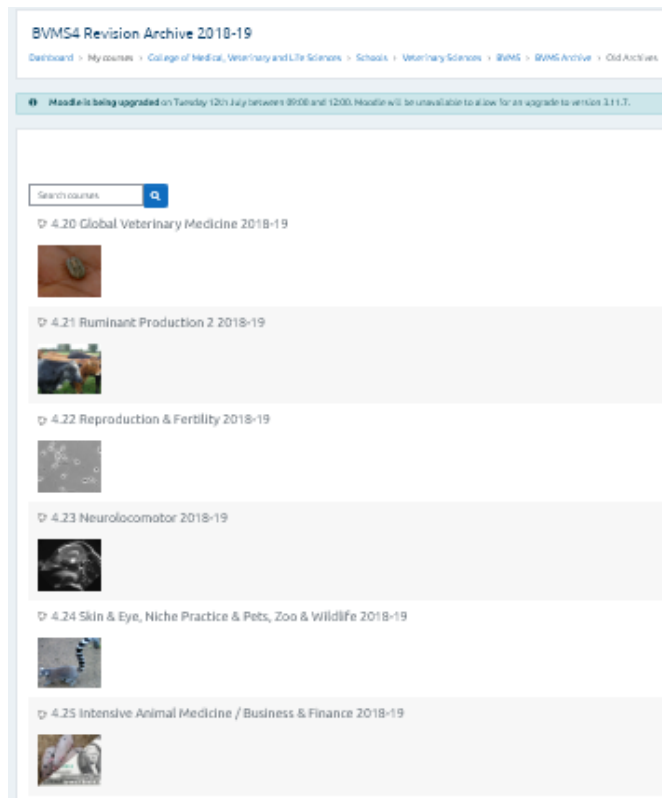 BVMS4 Revision Archive 2018-19
Dashboard > My courses > College of Medical, Veterinary and Life Sciences > Schools > Veterinary Sciences > BVMS > BVMS Archive > Old Archives
Moodle is being upgraded on Tuesday 12th July between 09:00 and 12:00. Moodle will be unavailable to allow for an upgrade to version 3.11.7.
Search courses
4.20 Global Veterinary Medicine 2018-19
4.21 Ruminant Production 2 2018-19
4.22 Reproduction & Fertility 2018-19
4.23 Neurolocomotor 2018-19
4.24 Skin & Eye, Niche Practice & Pets, Zoo & Wildlife 2018-19
4.25 Intensive Animal Medicine / Business & Finance 2018-19